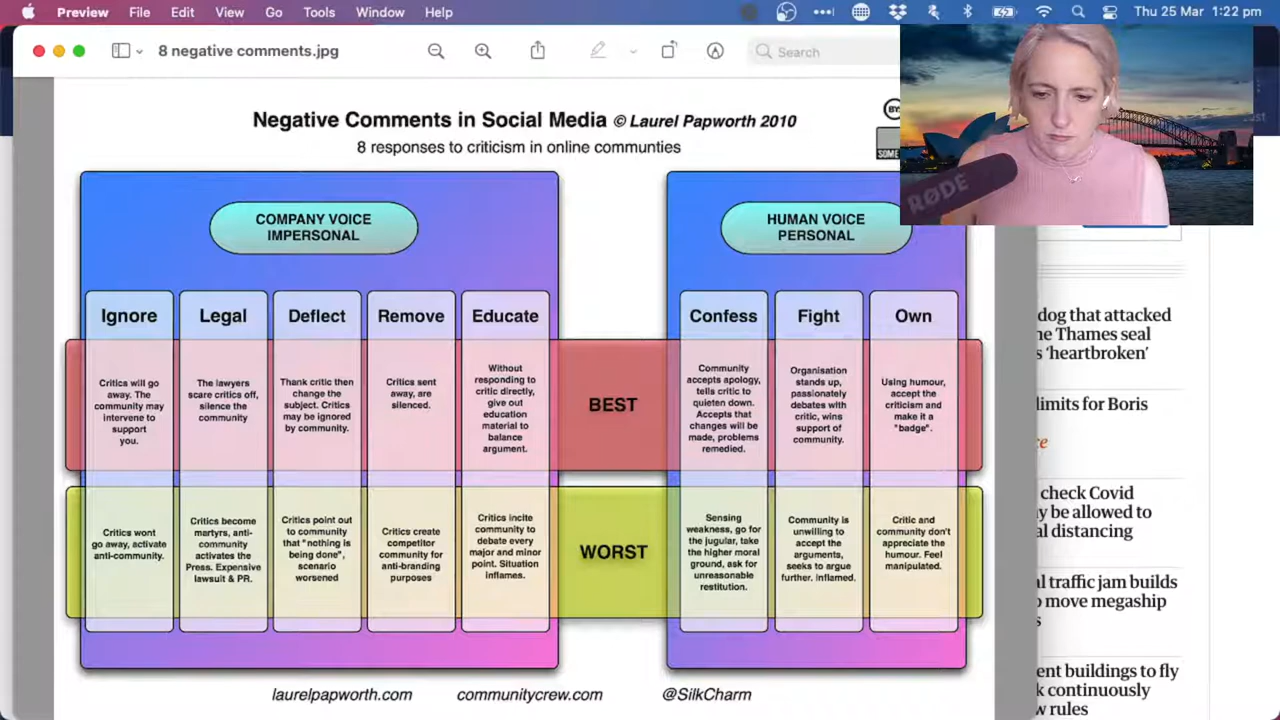 Preview File Edit View Go Tools Window Help
Thu 25 Mar 1:22 pm
8 negative comments.jpg
Search
RØDE
Negative Comments in Social Media © Laurel Papworth 2010
8 responses to criticism in online communties
BY:
SOME
COMPANY VOICE
IMPERSONAL
HUMAN VOICE
PERSONAL
Ignore
Legal
Deflect
Remove
Educate
Confess
Fight
Own
Critics will go
away. The
community may
intervene to
support
you.
The lawyers
scare critics off,
silence the
community
Thank critic then
change the
subject. Critics
may be ignored
by community.
Critics sent
away, are
silenced.
Without
responding to
critic directly,
give out
education
material to
balance
argument.
BEST
Community
accepts apology,
tells critic to
quieten down.
Accepts that
changes will be
made, problems
remedied.
Organisation
stands up,
passionately
debates with
critic, wins
support of
community.
Using humour,
accept the
criticism and
make it a
"badge".
Critics wont
go away, activate
anti-community.
Critics become
martyrs, anti-
community
activates the
Press. Expensive
lawsuit & PR.
Critics point out
to community
that "nothing is
being done",
scenario
worsened
Critics create
competitor
community for
anti-branding
purposes
Critics incite
community to
debate every
major and minor
point. Situation
inflames.
WORST
Sensing
weakness, go for
the jugular, take
the higher moral
ground, ask for
unreasonable
restitution.
Community is
unwilling to
accept the
arguments,
seeks to argue
further. Inflamed.
Critic and
community don't
appreciate the
humour. Feel
manipulated.
laurelpapworth.com communitycrew.com @SilkCharm
dog that attacked
Thames seal
'heartbroken'
limits for Boris
check Covid
be allowed to
distancing
traffic jam builds
move megaship
buildings to fly
continuously
rules